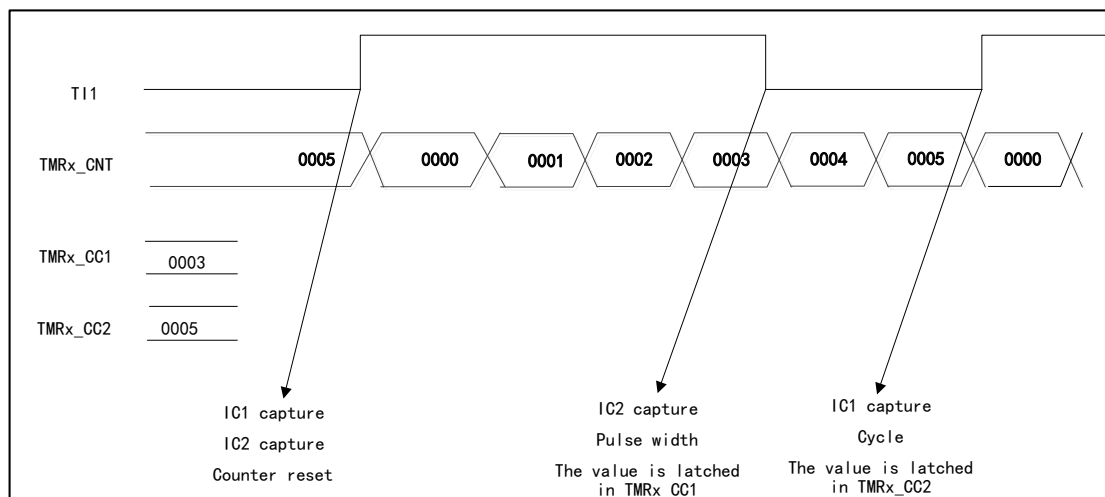 TI1
TMRx_CNT
0005 0000 0001 0002 0003 0004 0005 0000
TMRx_CC1
0003
TMRx_CC2
0005
IC1 capture
IC2 capture
Counter reset
IC2 capture
Pulse width
The value is latched
in TMRx CC1
IC1 capture
Cycle
The value is latched
in TMRx_CC2